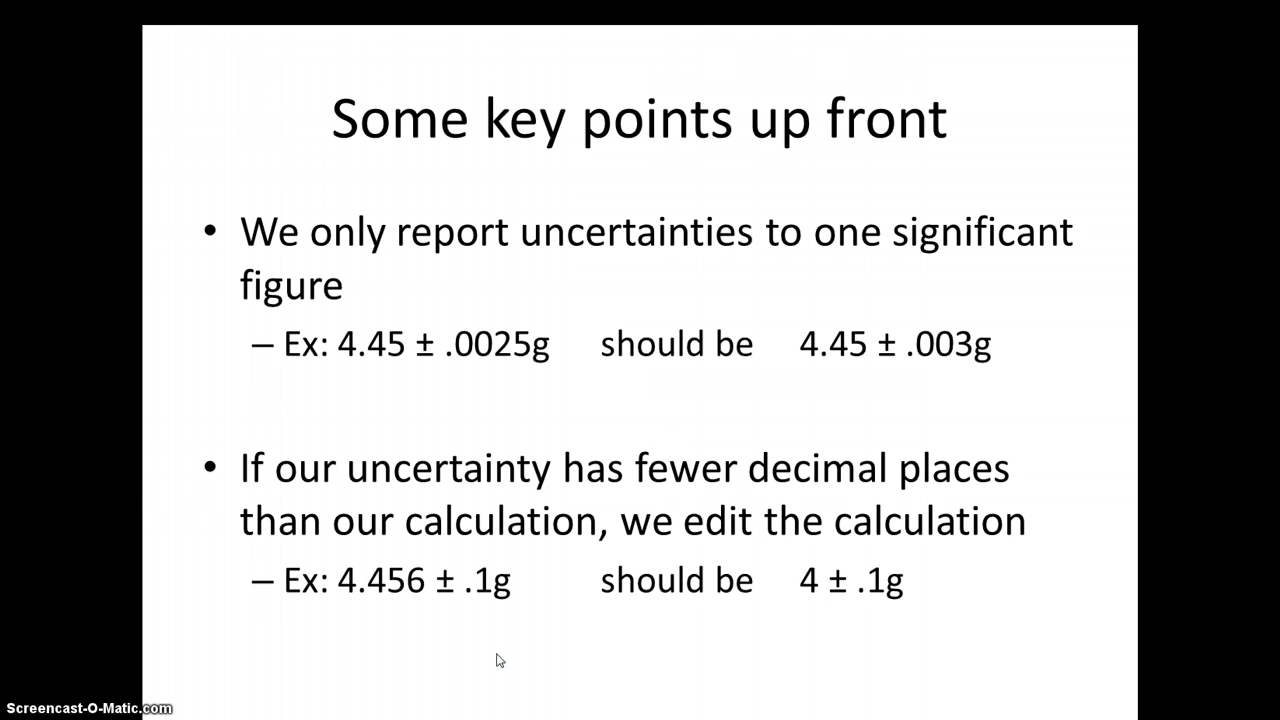 Some key points up front
• We only report uncertainties to one significant
figure
– Ex: 4.45 ± .0025g should be 4.45 ± .003g
• If our uncertainty has fewer decimal places
than our calculation, we edit the calculation
– Ex: 4.456 ± .1g should be 4 ± .1g
Screencast-O-Matic.com